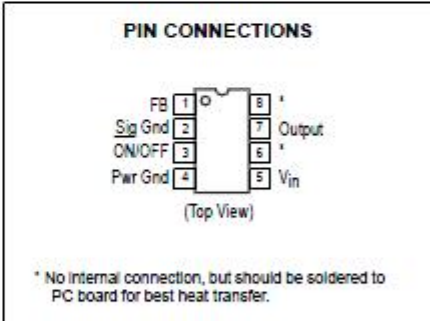 PIN CONNECTIONS
FB 1 8 *
Sig Gnd 2 7 Output
ON/OFF 3 6 *
Pwr Gnd 4 5 Vin
(Top View)
* No internal connection, but should be soldered to
PC board for best heat transfer.